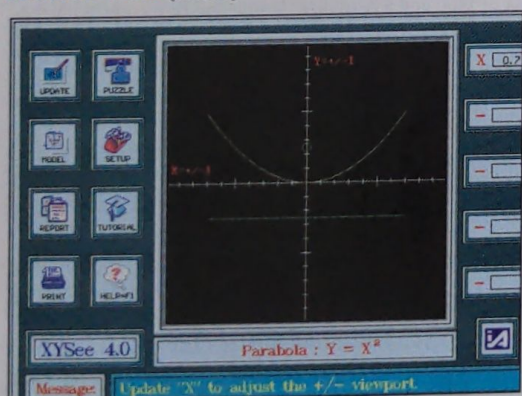 Y=+/-1
X 0.7
UPDATE PUZZLE
MODEL SETUP
X=+/-1
REPORT TUTORIAL
PRINT HELP=F1
XYSee 4.0
Parabola : Y = X²
Message: Update "X" to adjust the +/- viewport.